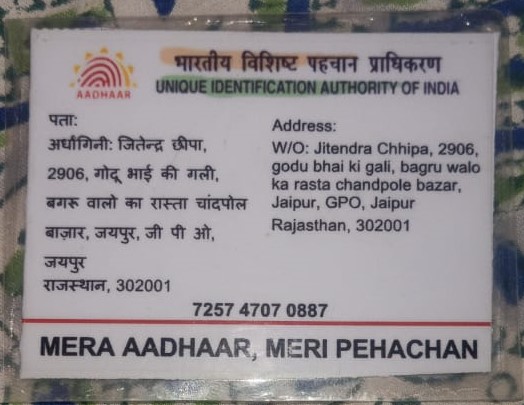 AADHAAR
भारतीय विशिष्ट पहचान प्राधिकरण
UNIQUE IDENTIFICATION AUTHORITY OF INDIA
पता:
अर्धांगिनी: जितेन्द्र छीपा,
2906, गोदू भाई की गली,
बगरू वालो का रास्ता चांदपोल
बाज़ार, जयपुर, जी पी ओ,
जयपुर
राजस्थान, 302001
Address:
W/O: Jitendra Chhipa, 2906,
godu bhai ki gali, bagru walo
ka rasta chandpole bazar,
Jaipur, GPO, Jaipur
Rajasthan, 302001
7257 4707 0887
MERA AADHAAR, MERI PEHACHAN